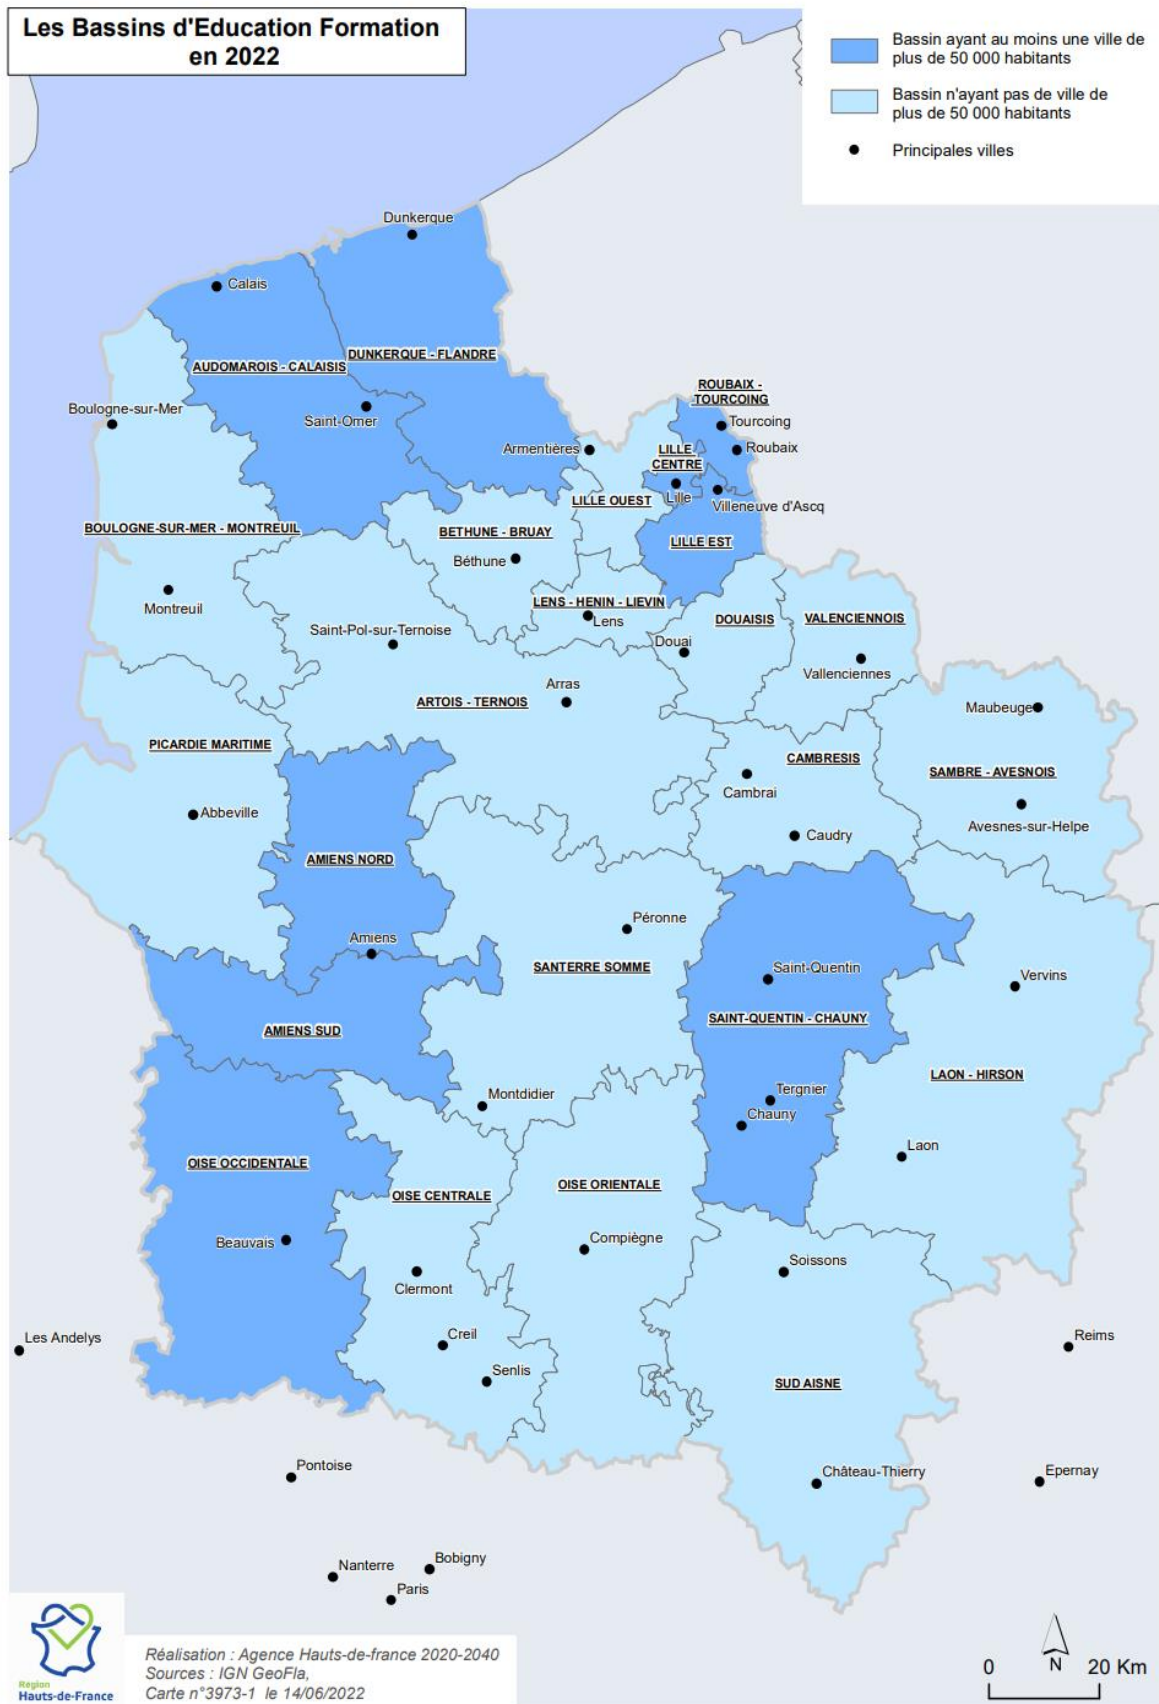 Les Bassins d'Education Formation
en 2022
Bassin ayant au moins une ville de
plus de 50 000 habitants
Bassin n'ayant pas de ville de
plus de 50 000 habitants
Principales villes
Dunkerque
Calais
DUNKERQUE - FLANDRE
AUDOMAROIS - CALAISIS
ROUBAIX -
TOURCOING
Boulogne-sur-Mer
Saint-Omer
Tourcoing
Armentières
Roubaix
LILLE
CENTRE
Lille
LILLE OUEST
Villeneuve d'Ascq
BOULOGNE-SUR-MER - MONTREUIL
BETHUNE - BRUAY
LILLE EST
Béthune
Montreuil
LENS - HENIN - LIEVIN
Lens
DOUAISIS
VALENCIENNOIS
Saint-Pol-sur-Ternoise
Douai
Vallenciennes
Arras
ARTOIS - TERNOIS
Maubeuge
PICARDIE MARITIME
CAMBRESIS
SAMBRE - AVESNOIS
Cambrai
Abbeville
Avesnes-sur-Helpe
Caudry
AMIENS NORD
Péronne
Amiens
SANTERRE SOMME
Saint-Quentin
Vervins
SAINT-QUENTIN - CHAUNY
AMIENS SUD
LAON - HIRSON
Montdidier
Tergnier
Chauny
Laon
OISE OCCIDENTALE
OISE ORIENTALE
OISE CENTRALE
Beauvais
Compiègne
Soissons
Clermont
Les Andelys
Creil
Reims
Senlis
SUD AISNE
Pontoise
Château-Thierry
Epernay
Nanterre
Bobigny
Paris
Région
Hauts-de-France
Réalisation : Agence Hauts-de-france 2020-2040
Sources : IGN GeoFla,
Carte n°3973-1 le 14/06/2022
N
0 20 Km